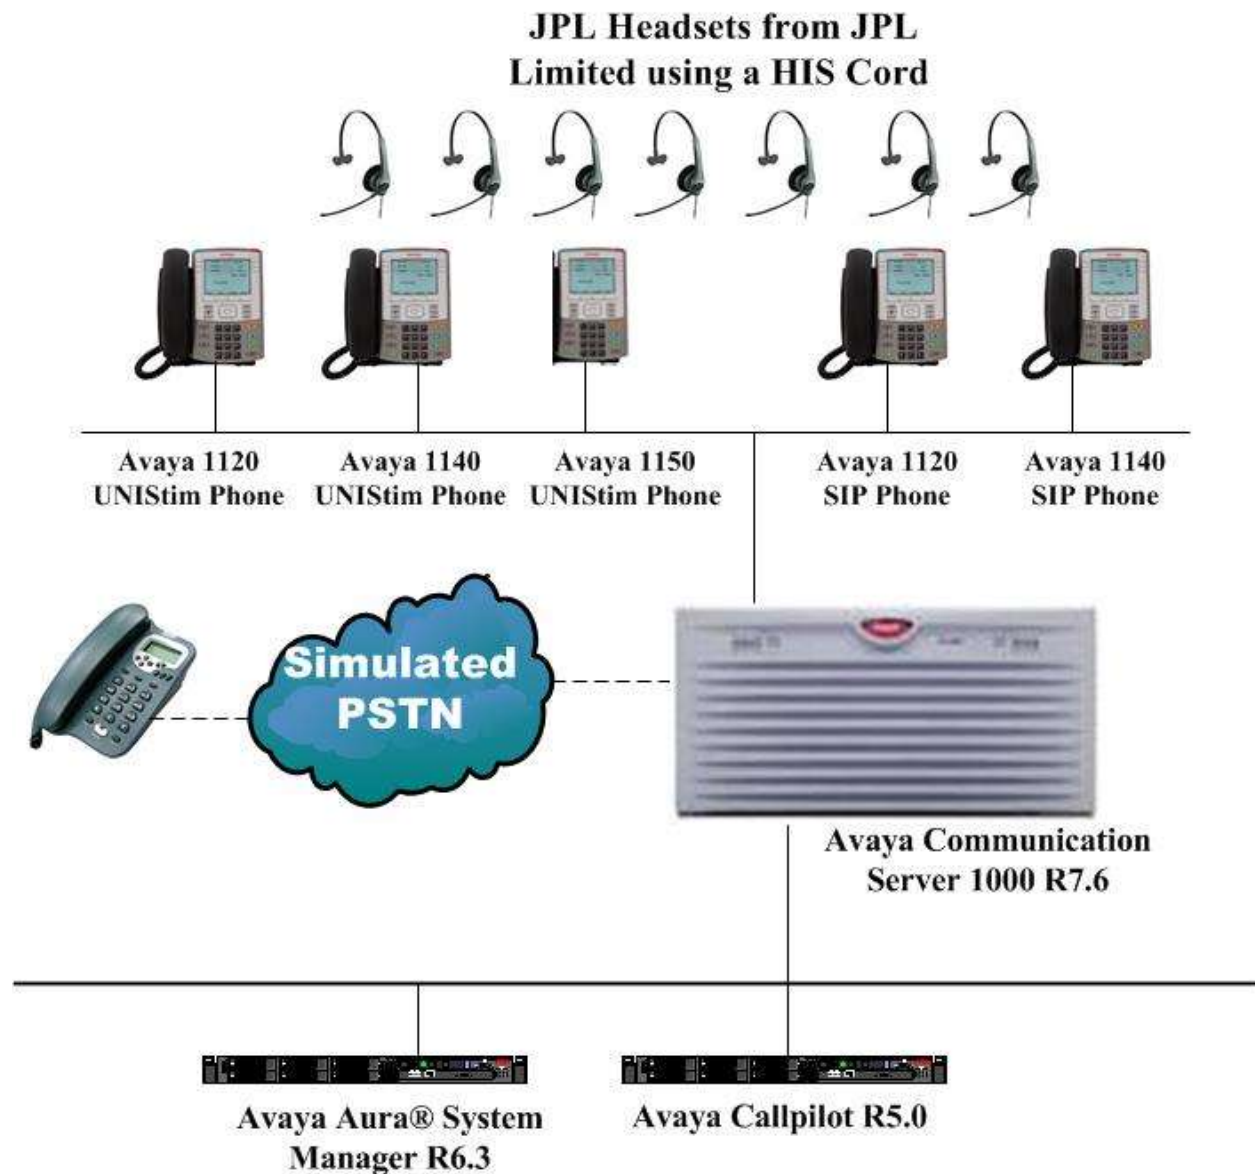 JPL Headsets from JPL
Limited using a HIS Cord
Avaya 1120
UNIStim Phone
Avaya 1140
UNIStim Phone
Avaya 1150
UNIStim Phone
Avaya 1120
SIP Phone
Avaya 1140
SIP Phone
Simulated
PSTN
Avaya Communication
Server 1000 R7.6
Avaya Aura® System
Manager R6.3
Avaya Callpilot R5.0